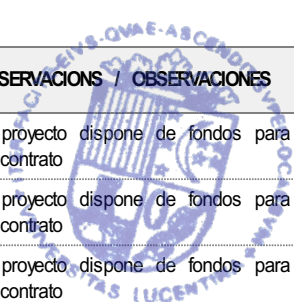 SERVACIONS / OBSERVACIONES
proyecto dispone de fondos para
contrato
proyecto dispone de fondos para
contrato
proyecto dispone de fondos para
contrato
LUCENT